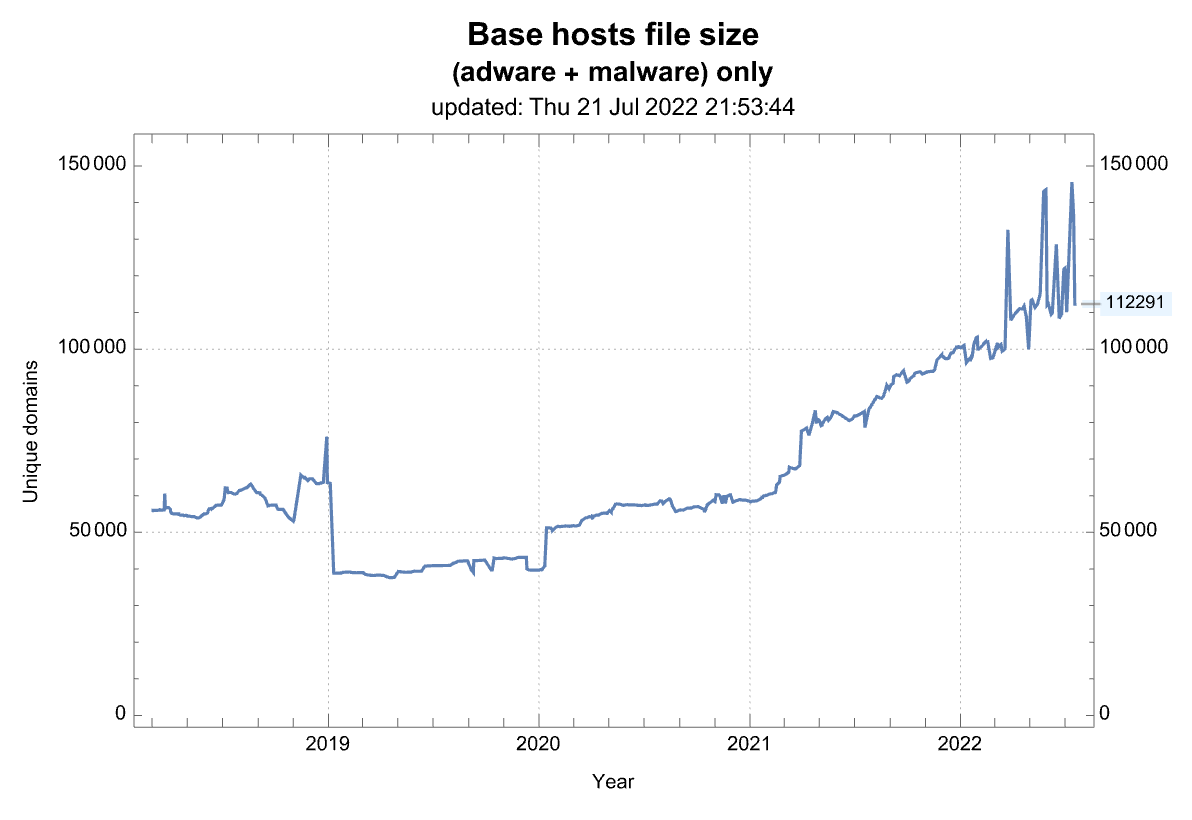 Base hosts file size
(adware + malware) only
updated: Thu 21 Jul 2022 21:53:44
150 000
150 000
112291
100 000
100 000
Unique domains
50 000
50 000
0
0
2019
2020
2021
2022
Year